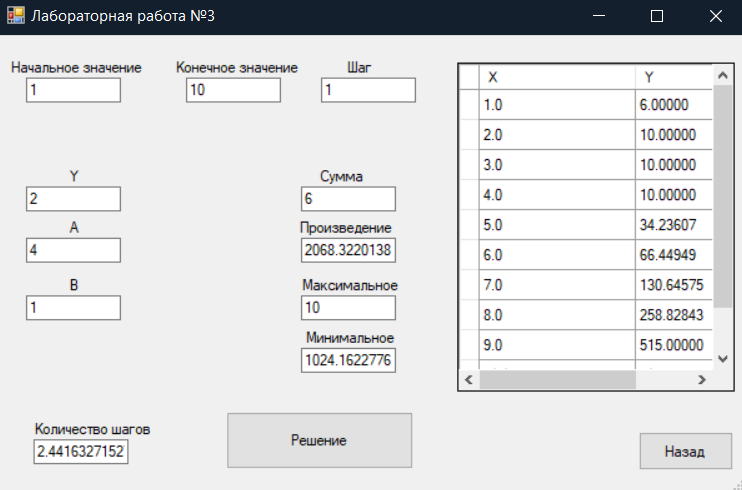 Лабораторная работа №3
Начальное значение Конечное значение Шаг
1 10 1
Y Сумма
2 6
A Произведение
4 2068.3220138
B Максимальное
1 10
Минимальное
1024.1622776
Количество шагов
2.4416327152
Решение
X Y
1.0 6.00000
2.0 10.00000
3.0 10.00000
4.0 10.00000
5.0 34.23607
6.0 66.44949
7.0 130.64575
8.0 258.82843
9.0 515.00000
Назад